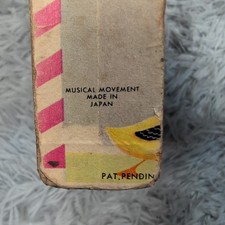 MUSICAL MOVEMENT
MADE IN
JAPAN
PAT. PENDIN